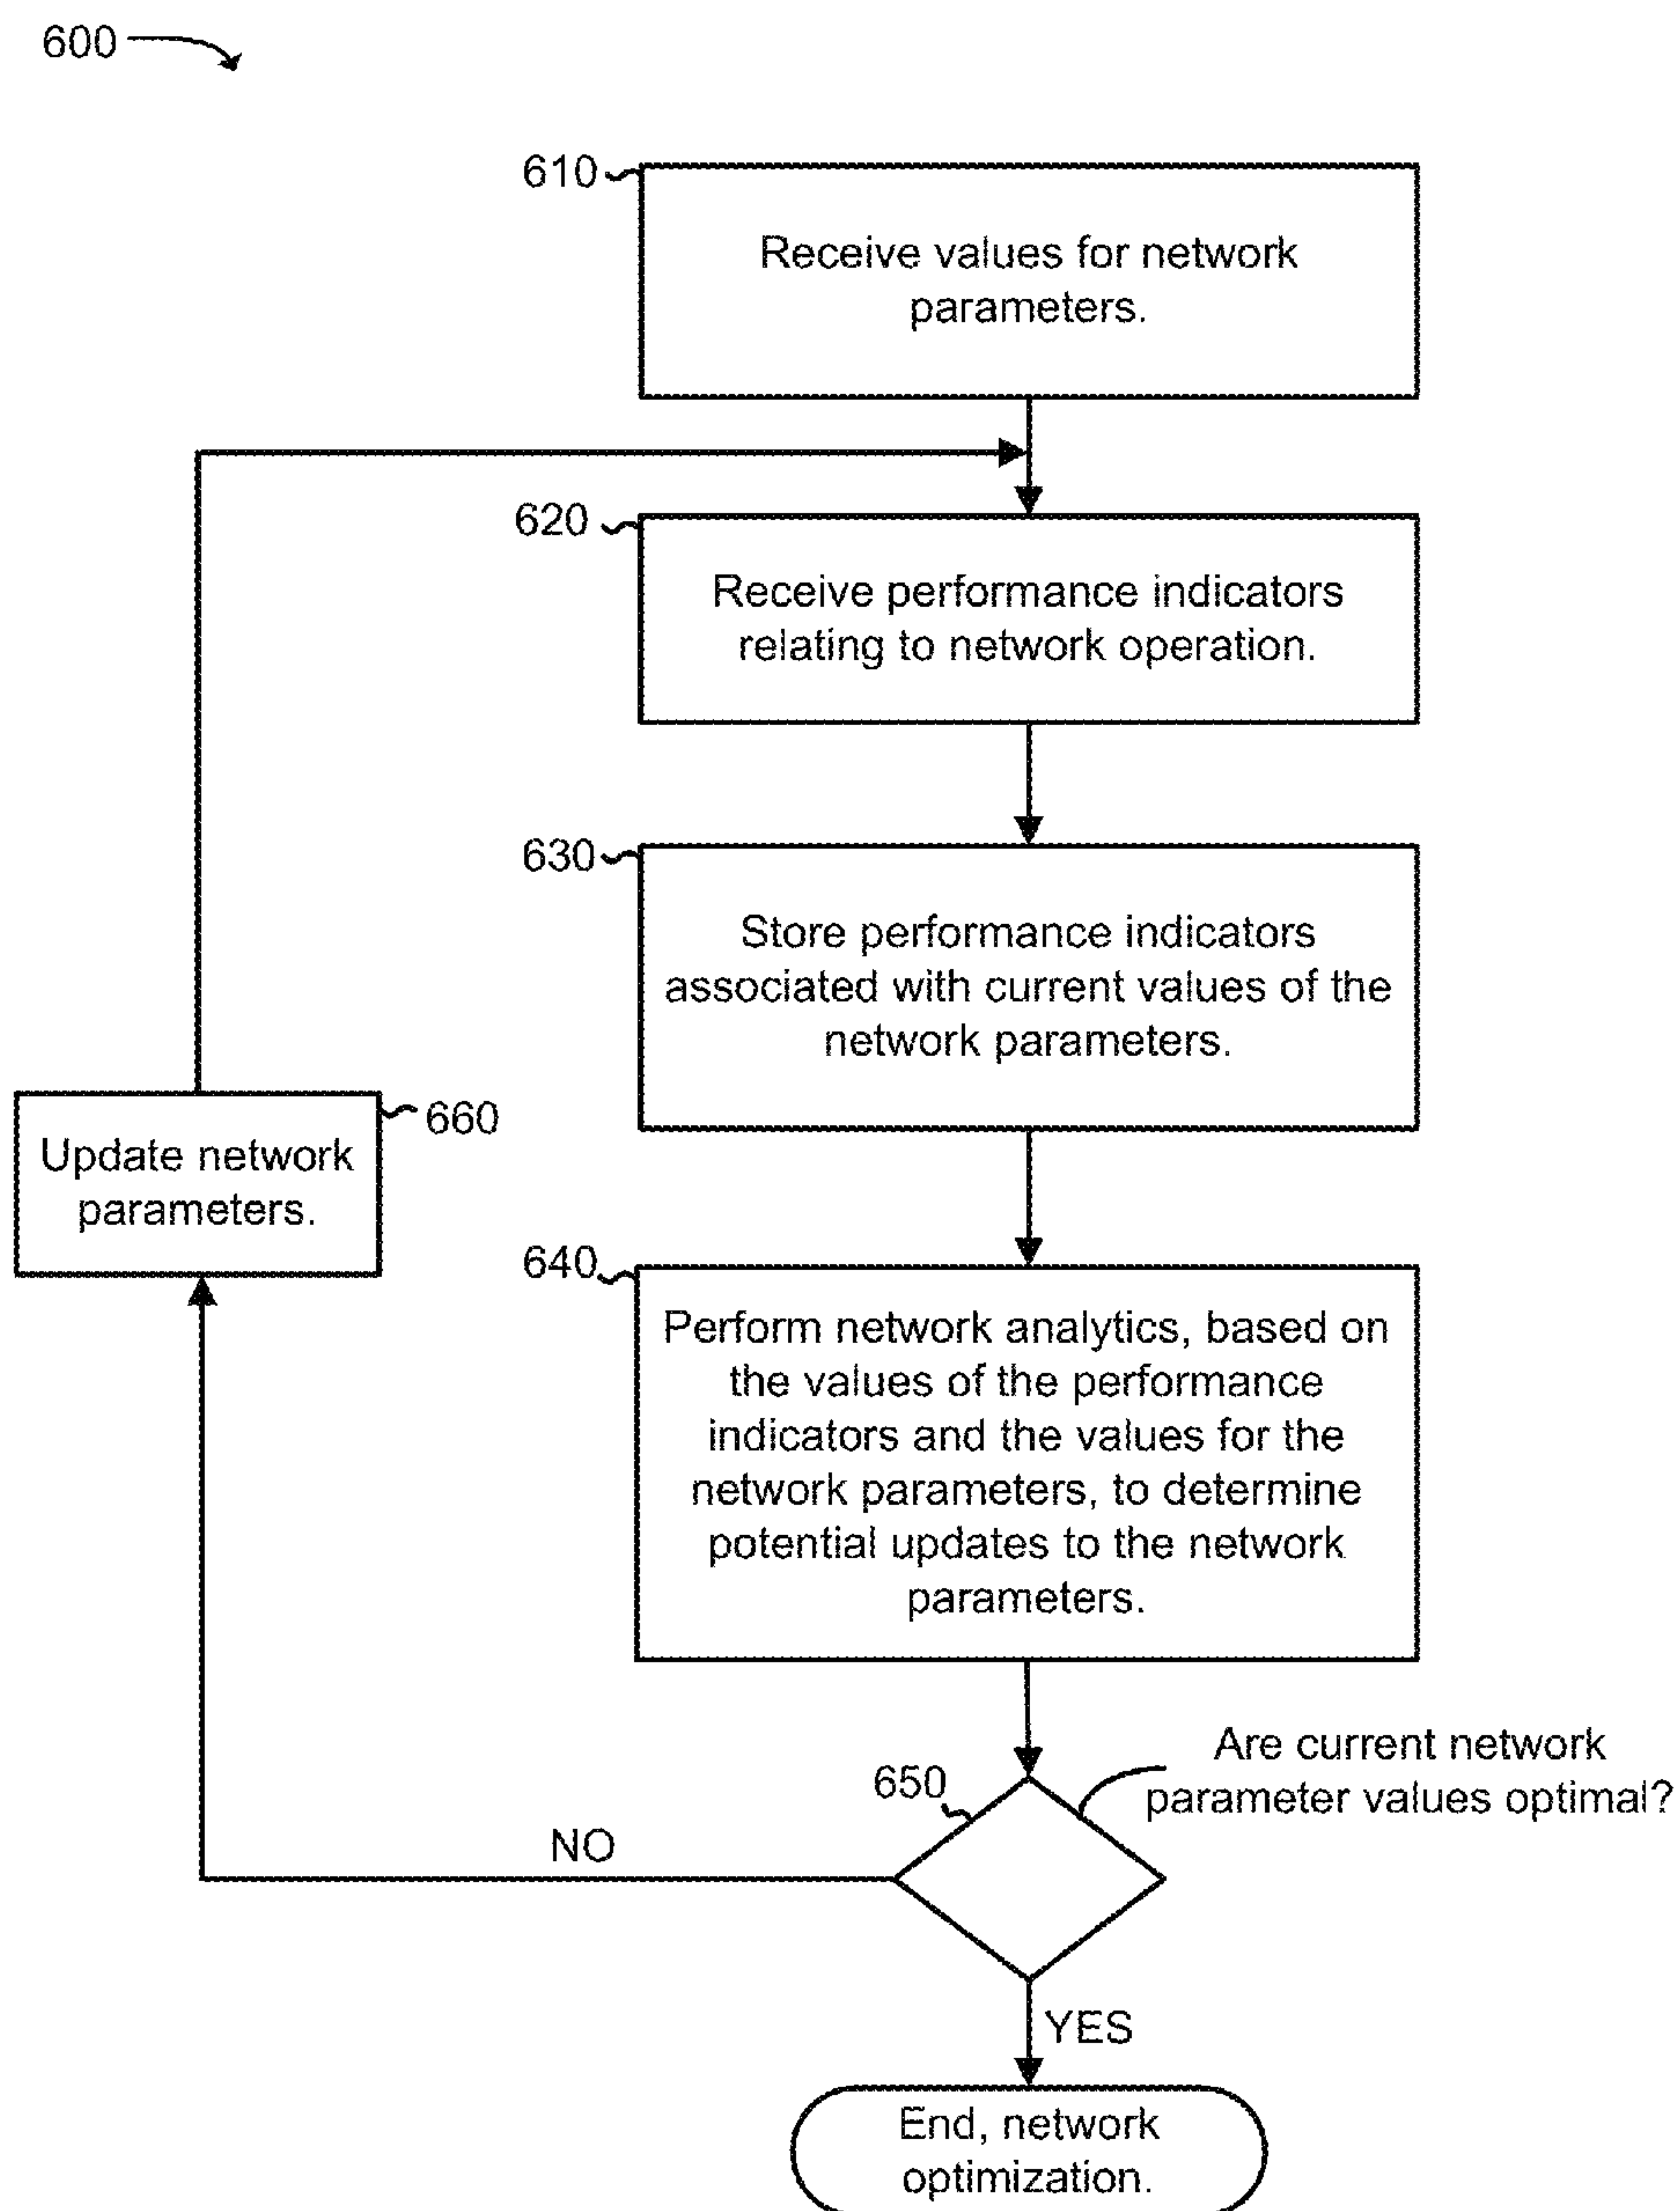 600
610
Receive values for network
parameters.
620
Receive performance indicators
relating to network operation.
630
Store performance indicators
associated with current values of the
network parameters.
660
Update network
parameters.
640
Perform network analytics, based on
the values of the performance
indicators and the values for the
network parameters, to determine
potential updates to the network
parameters.
650
Are current network
parameter values optimal?
NO
YES
End, network
optimization.